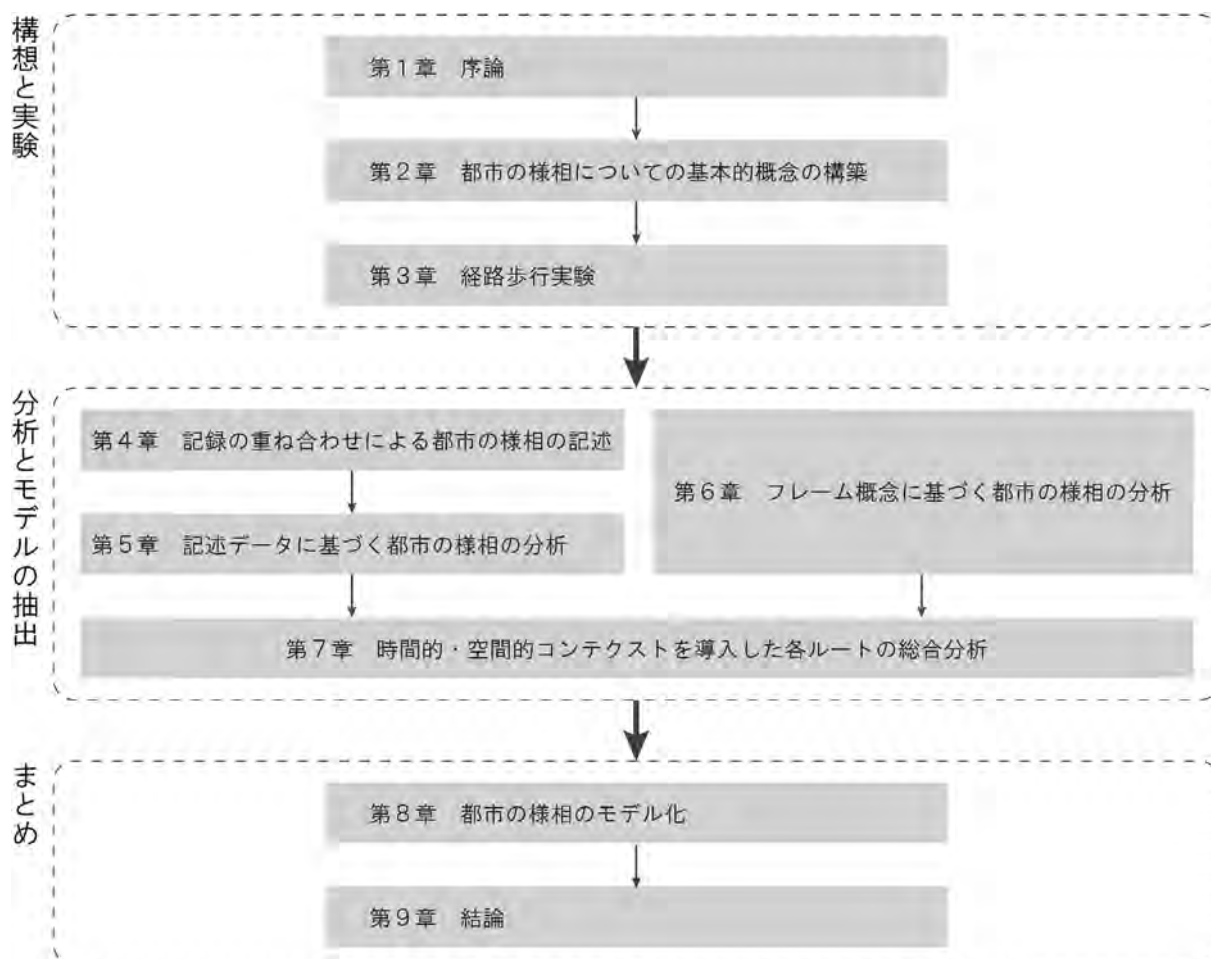 構想と実験
第1章 序論
第2章 都市の様相についての基本的概念の構築
第3章 経路歩行実験
分析とモデルの抽出
第4章 記録の重ね合わせによる都市の様相の記述
第5章 記述データに基づく都市の様相の分析
第6章 フレーム概念に基づく都市の様相の分析
第7章 時間的・空間的コンテクストを導入した各ルートの総合分析
まとめ
第8章 都市の様相のモデル化
第9章 結論